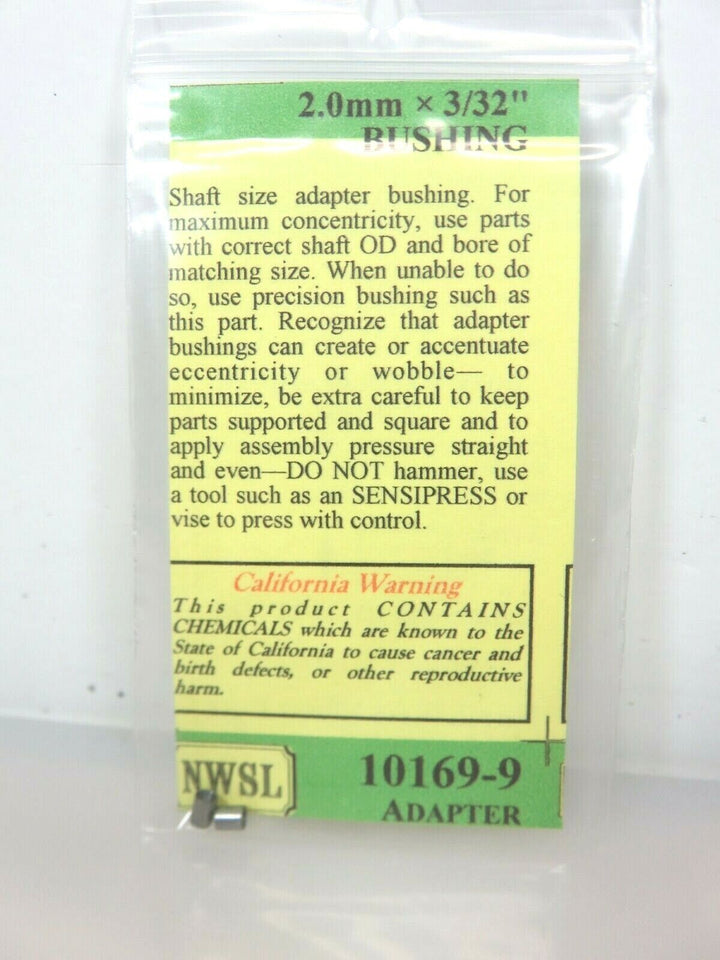 2.0mm × 3/32"
BUSHING
Shaft size adapter bushing. For
maximum concentricity, use parts
with correct shaft OD and bore of
matching size. When unable to do
so, use precision bushing such as
this part. Recognize that adapter
bushings can create or accentuate
eccentricity or wobble— to
minimize, be extra careful to keep
parts supported and square and to
apply assembly pressure straight
and even—DO NOT hammer, use
a tool such as an SENSIPRESS or
vise to press with control.
California Warning
This product CONTAINS
CHEMICALS which are known to the
State of California to cause cancer and
birth defects, or other reproductive
harm.
NWSL
10169-9
ADAPTER